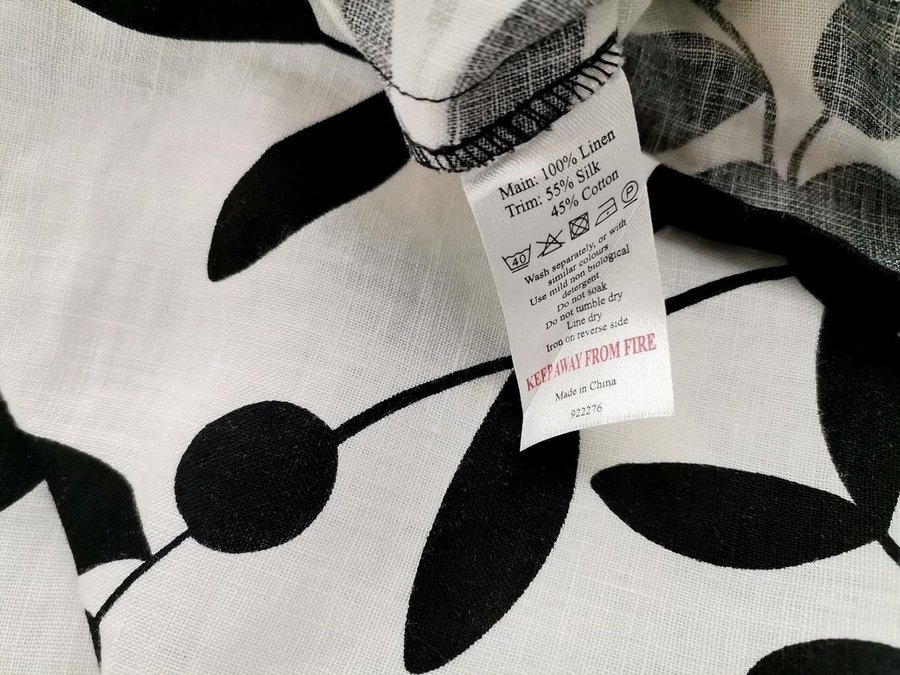 Main: 100% Linen
Trim: 55% Silk
45% Cotton
40 P
Wash separately, or with
similar colours
Use mild non biological
detergent
Do not soak
Do not tumble dry
Line dry
Iron on reverse side
KEEP AWAY FROM FIRE
Made in China
922276